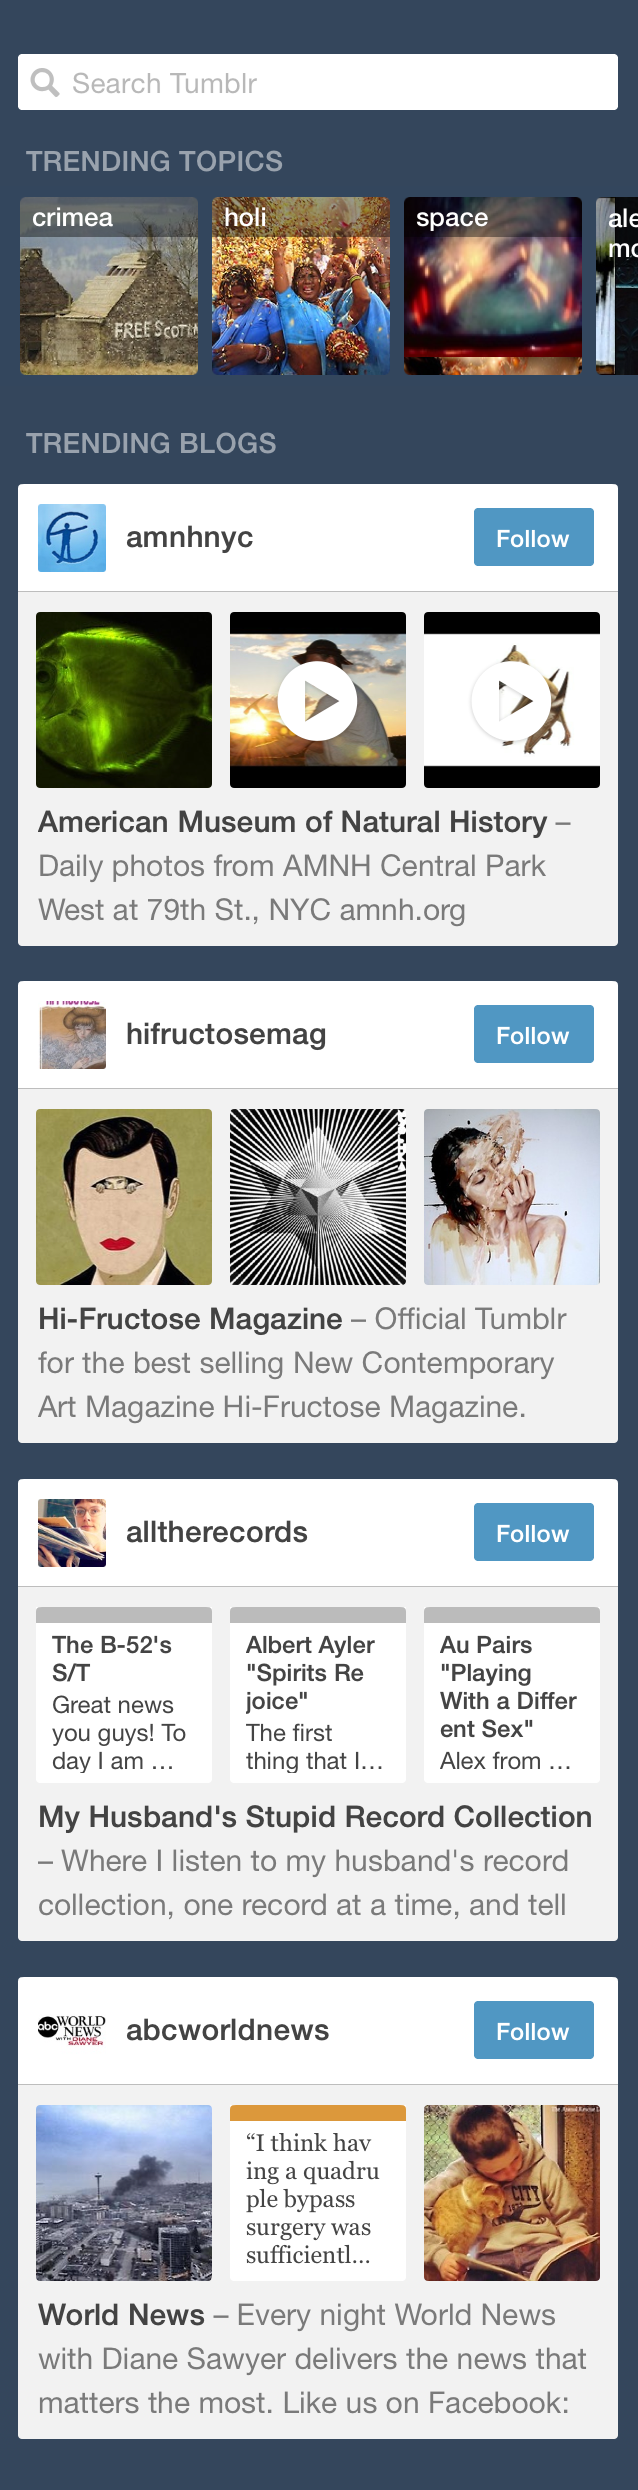 Search Tumblr
TRENDING TOPICS
crimea
holi
space
ale
mo
FREE SCOT
TRENDING BLOGS
amnhnyc
Follow
American Museum of Natural History –
Daily photos from AMNH Central Park
West at 79th St., NYC amnh.org
hifructosemag
Follow
Hi-Fructose Magazine – Official Tumblr
for the best selling New Contemporary
Art Magazine Hi-Fructose Magazine.
alltherecords
Follow
The B-52's
S/T
Great news
you guys! To
day I am ...
Albert Ayler
"Spirits Re
joice"
The first
thing that I...
Au Pairs
"Playing
With a Differ
ent Sex"
Alex from ...
My Husband's Stupid Record Collection
– Where I listen to my husband's record
collection, one record at a time, and tell
abc WORLD
NEWS
WITH DIANE
SAWYER
abcworldnews
Follow
“I think hav
ing a quadru
ple bypass
surgery was
sufficientl...
CITY
World News – Every night World News
with Diane Sawyer delivers the news that
matters the most. Like us on Facebook: